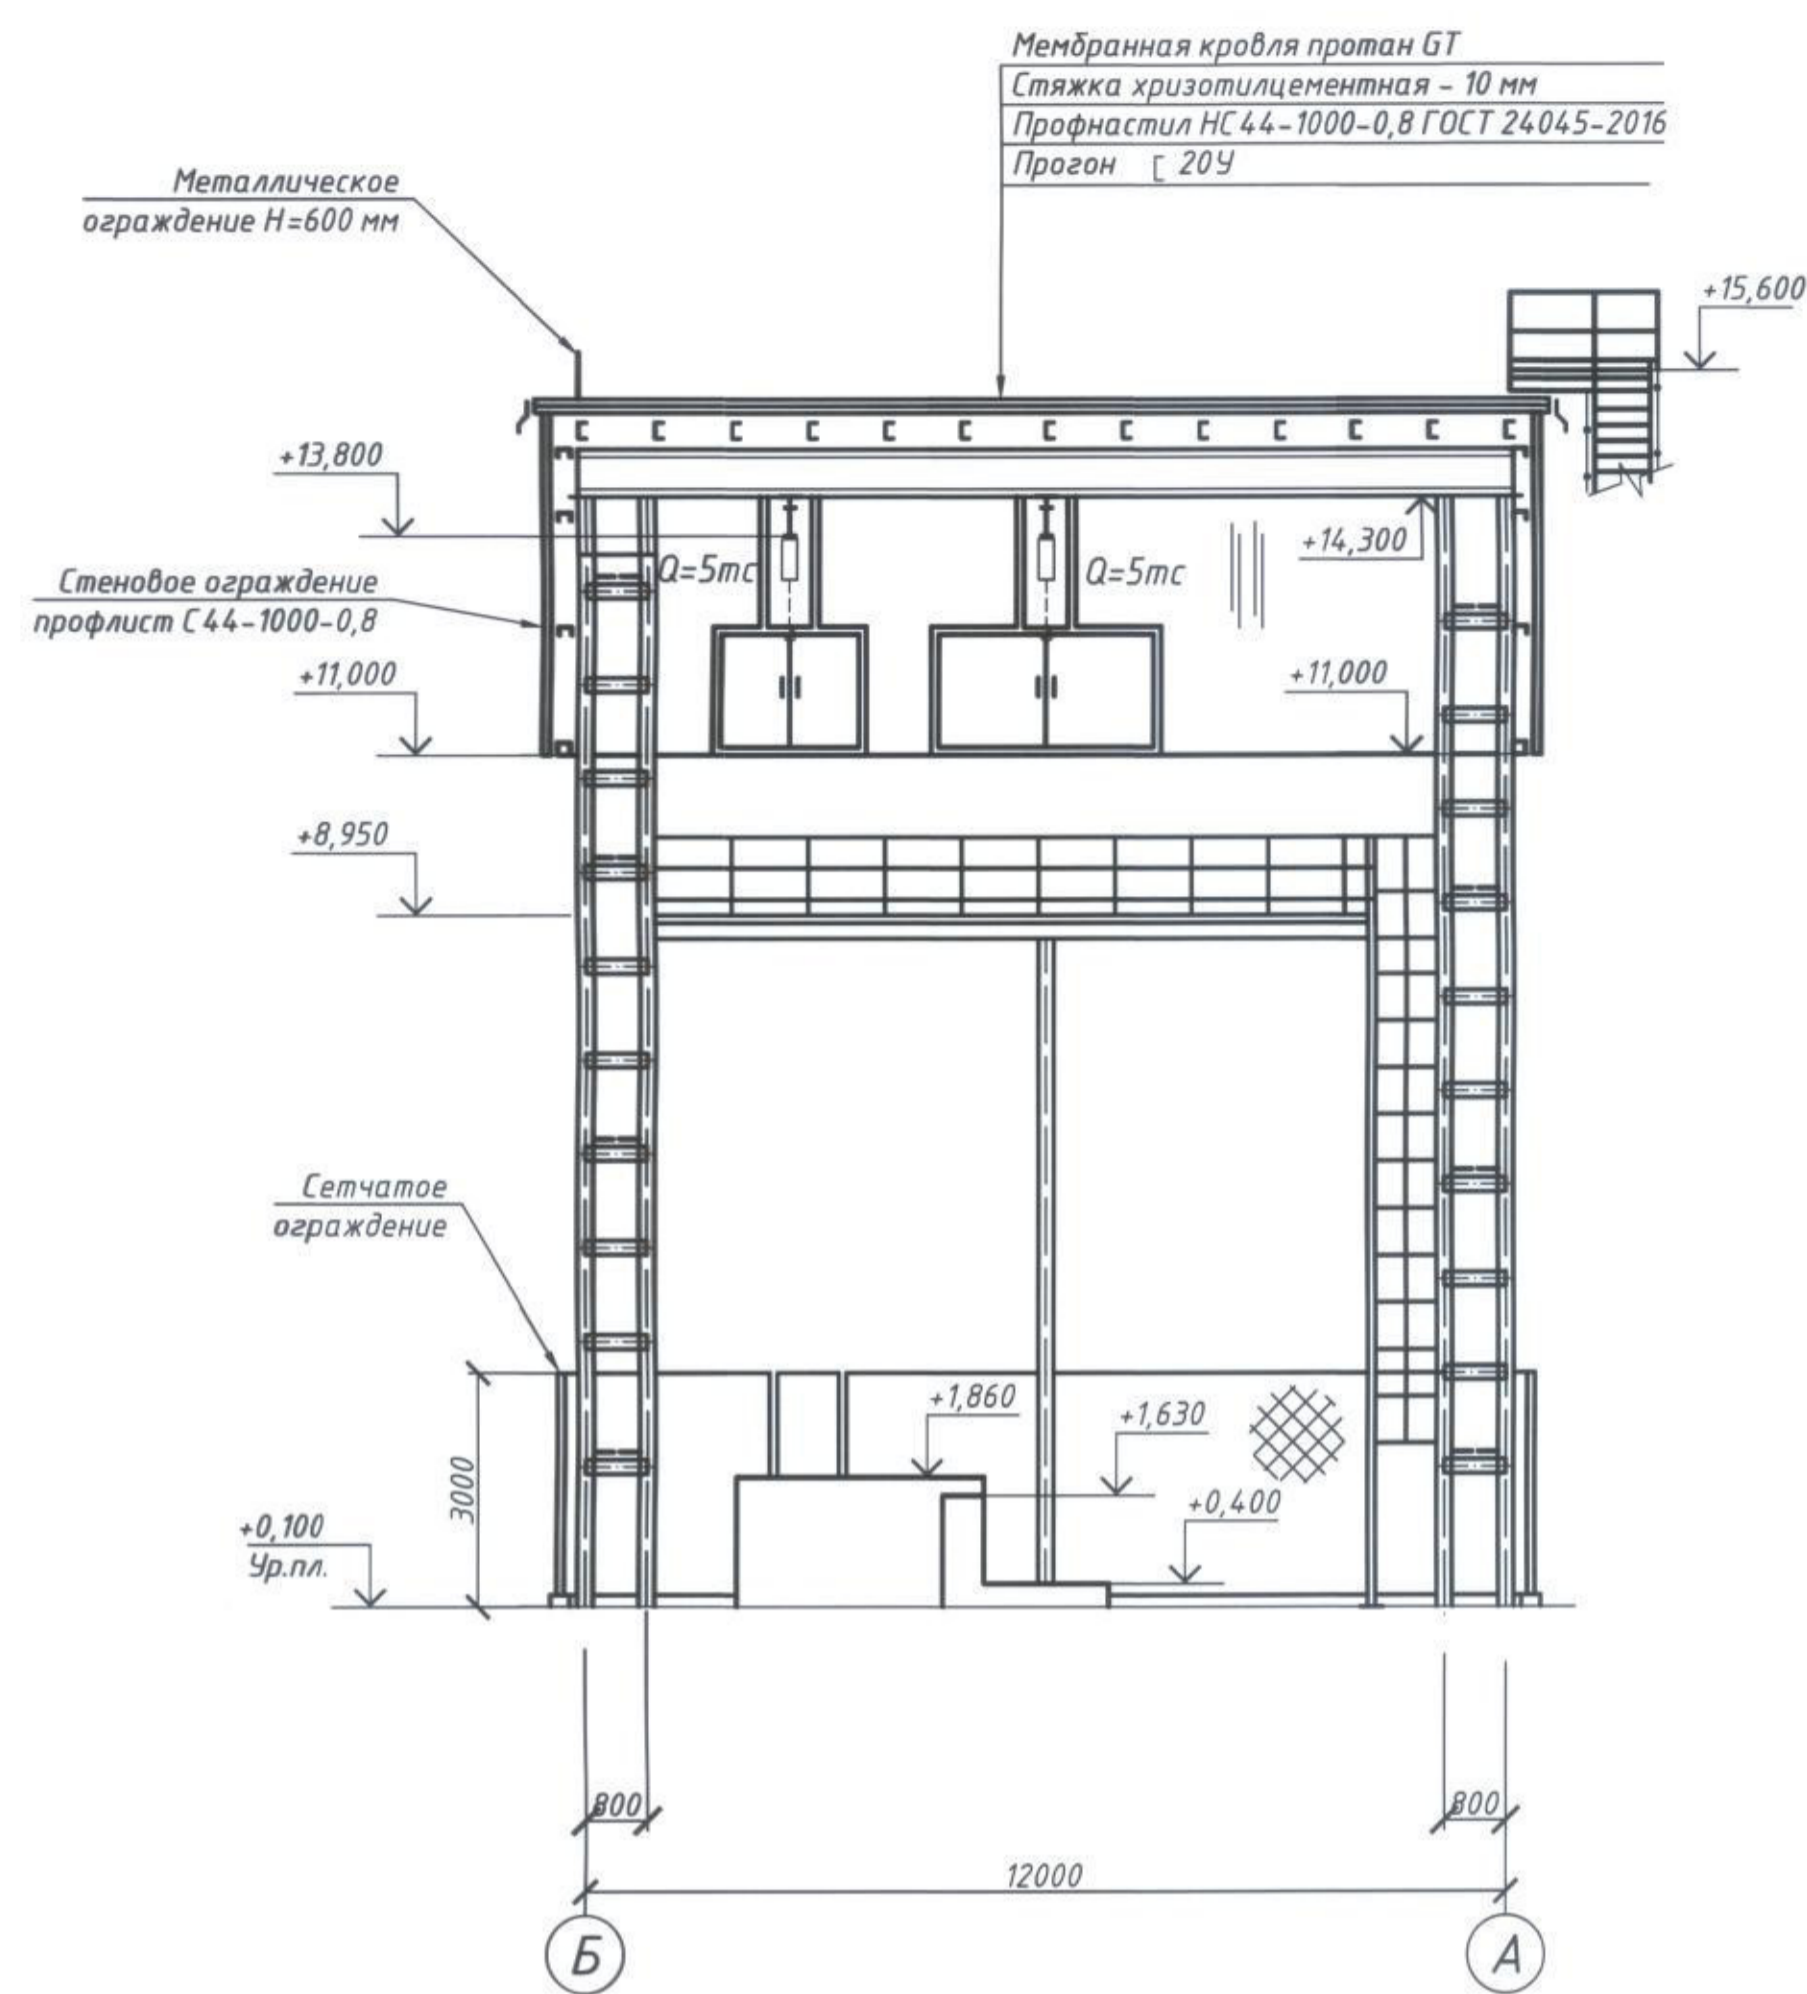 Мембранная кровля протан GT
Стяжка хризотилцементная - 10 мм
Профнастил НС44-1000-0,8 ГОСТ 24045-2016
Прогон [ 20У
Металлическое
ограждение H=600 мм
+15,600
+13,800
Q=5тс
Q=5тс
+14,300
Стеновое ограждение
профлист С44-1000-0,8
+11,000
+11,000
+8,950
Сетчатое
ограждение
+1,860
+1,630
3000
+0,400
+0,100
Ур.пл.
800
800
12000
Б
А